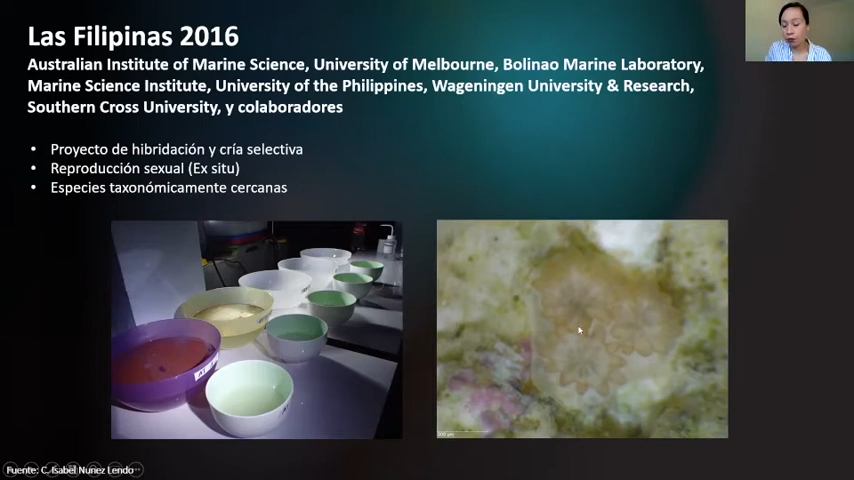 Las Filipinas 2016
Australian Institute of Marine Science, University of Melbourne, Bolinao Marine Laboratory,
Marine Science Institute, University of the Philippines, Wageningen University & Research,
Southern Cross University, y colaboradores
• Proyecto de hibridación y cría selectiva
• Reproducción sexual (Ex situ)
• Especies taxonómicamente cercanas
Fuente: C. Isabel Nunez Lendo